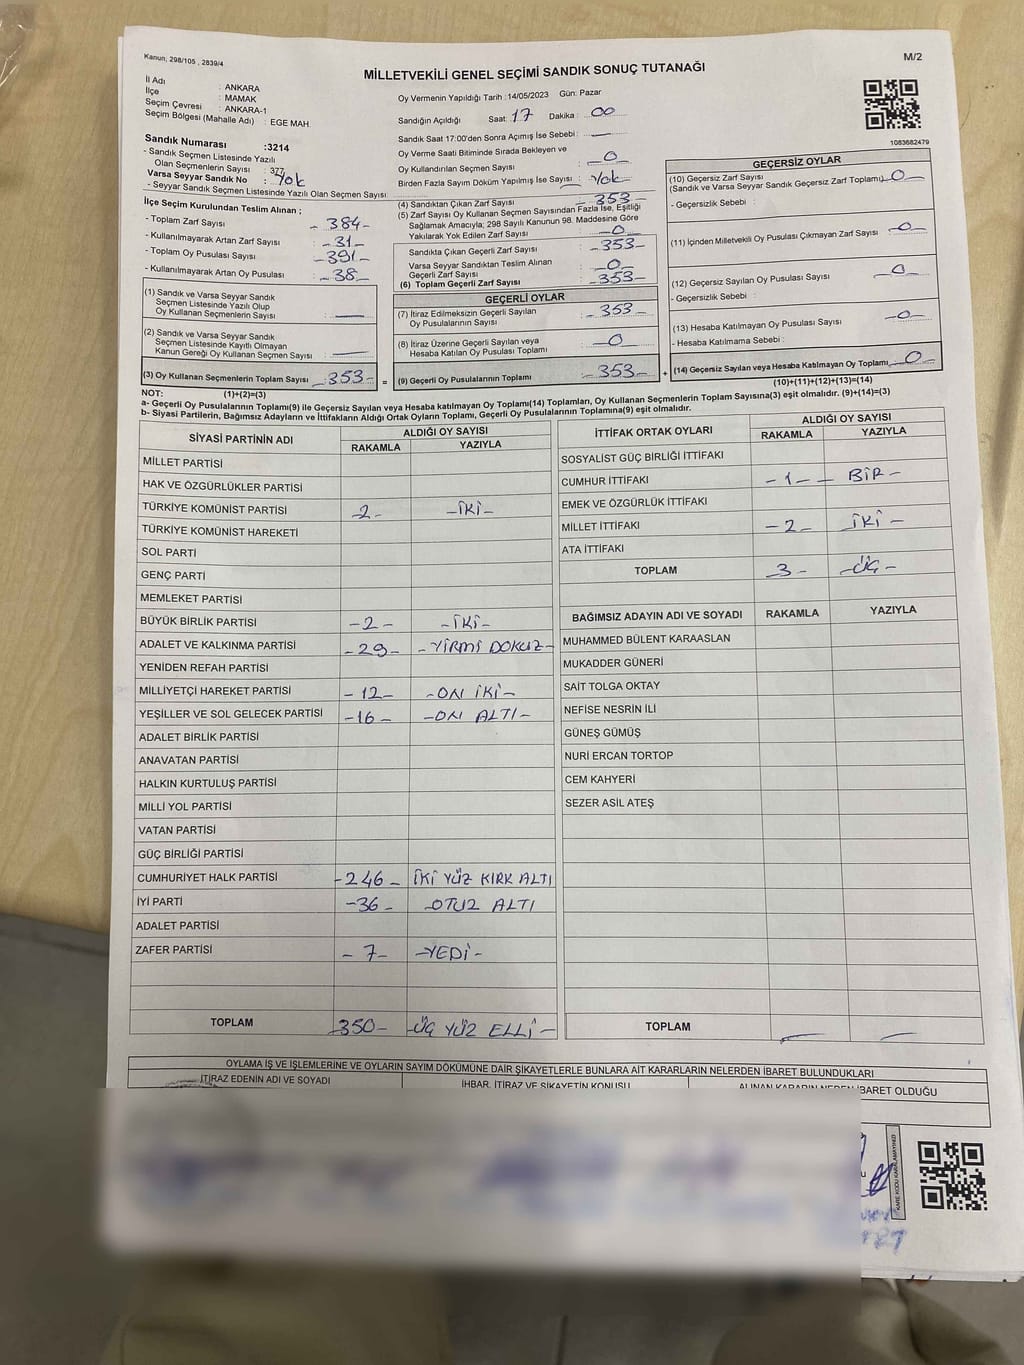 Kanun; 298/105 , 2839/4
MİLLETVEKİLİ GENEL SEÇİMİ SANDIK SONUÇ TUTANAĞI
M/2
İl Adı : ANKARA
İlçe : MAMAK
Seçim Çevresi : ANKARA-1
Seçim Bölgesi (Mahalle Adı) : EGE MAH.
Oy Vermenin Yapıldığı Tarih :14/05/2023 Gün: Pazar
Sandığın Açıldığı Saat: 17 Dakika : 00
Sandık Saat 17:00'den Sonra Açımış İse Sebebi :
Oy Verme Saati Bitiminde Sırada Bekleyen ve
Oy Kullandırılan Seçmen Sayısı : -0-
Birden Fazla Sayım Döküm Yapılmış İse Sayısı : -Yok-
1083682479
Sandık Numarası :3214
- Sandık Seçmen Listesinde Yazılı
Olan Seçmenlerin Sayısı : 377
Varsa Seyyar Sandık No : Yok
- Seyyar Sandık Seçmen Listesinde Yazılı Olan Seçmen Sayısı
İlçe Seçim Kurulundan Teslim Alınan ;
- Toplam Zarf Sayısı : - 384-
- Kullanılmayarak Artan Zarf Sayısı : -31-
- Toplam Oy Pusulası Sayısı : -391-
- Kullanılmayarak Artan Oy Pusulası : -38-
(1) Sandık ve Varsa Seyyar Sandık
Seçmen Listesinde Yazılı Olup
Oy Kullanan Seçmenlerin Sayısı :
(2) Sandık ve Varsa Seyyar Sandık
Seçmen Listesinde Kayıtlı Olmayan
Kanun Gereği Oy Kullanan Seçmen Sayısı :
(3) Oy Kullanan Seçmenlerin Toplam Sayısı : -353-
(4) Sandıktan Çıkan Zarf Sayısı : - 353-
(5) Zarf Sayısı Oy Kullanan Seçmen Sayısından Fazla İse, Eşitliği
Sağlamak Amacıyla; 298 Sayılı Kanunun 98. Maddesine Göre
Yakılarak Yok Edilen Zarf Sayısı : -0-
Sandıkta Çıkan Geçerli Zarf Sayısı : -353-
Varsa Seyyar Sandıktan Teslim Alınan
Geçerli Zarf Sayısı : -0-
(6) Toplam Geçerli Zarf Sayısı : -353-
GEÇERLİ OYLAR
(7) İtiraz Edilmeksizin Geçerli Sayılan
Oy Pusulalarının Sayısı : - 353-
(8) İtiraz Üzerine Geçerli Sayılan veya
Hesaba Katılan Oy Pusulası Toplamı : -0-
= (9) Geçerli Oy Pusulalarının Toplamı : -353-
GEÇERSİZ OYLAR
(10) Geçersiz Zarf Sayısı
(Sandık ve Varsa Seyyar Sandık Geçersiz Zarf Toplamı): -0-
- Geçersizlik Sebebi :
(11) İçinden Milletvekili Oy Pusulası Çıkmayan Zarf Sayısı : -0-
(12) Geçersiz Sayılan Oy Pusulası Sayısı : -0-
- Geçersizlik Sebebi :
(13) Hesaba Katılmayan Oy Pusulası Sayısı : -0-
- Hesaba Katılmama Sebebi :
+ (14) Geçersiz Sayılan veya Hesaba Katılmayan Oy Toplamı : -0-
NOT: (1)+(2)=(3) (10)+(11)+(12)+(13)=(14)
a- Geçerli Oy Pusulalarının Toplamı(9) ile Geçersiz Sayılan veya Hesaba katılmayan Oy Toplamı(14) Toplamları, Oy Kullanan Seçmenlerin Toplam Sayısına(3) eşit olmalıdır. (9)+(14)=(3)
b- Siyasi Partilerin, Bağımsız Adayların ve İttifakların Aldığı Oyların Toplamı, Geçerli Oy Pusulalarının Toplamına(9) eşit olmalıdır.
SİYASİ PARTİNİN ADI ALDIĞI OY SAYISI
RAKAMLA YAZIYLA
MİLLET PARTİSİ
HAK VE ÖZGÜRLÜKLER PARTİSİ
TÜRKİYE KOMÜNİST PARTİSİ -2- -İKİ-
TÜRKİYE KOMÜNİST HAREKETİ
SOL PARTİ
GENÇ PARTİ
MEMLEKET PARTİSİ
BÜYÜK BİRLİK PARTİSİ -2- -İKİ-
ADALET VE KALKINMA PARTİSİ -29- -YİRMİ DOKUZ-
YENİDEN REFAH PARTİSİ
MİLLİYETÇİ HAREKET PARTİSİ -12- -ON İKİ-
YEŞİLLER VE SOL GELECEK PARTİSİ -16- -ON ALTI-
ADALET BİRLİK PARTİSİ
ANAVATAN PARTİSİ
HALKIN KURTULUŞ PARTİSİ
MİLLİ YOL PARTİSİ
VATAN PARTİSİ
GÜÇ BİRLİĞİ PARTİSİ
CUMHURİYET HALK PARTİSİ -246- İKİ YÜZ KIRK ALTI
İYİ PARTİ -36- -OTUZ ALTI
ADALET PARTİSİ
ZAFER PARTİSİ -7- -YEDİ-
TOPLAM 350- -ÜÇ YÜZ ELLİ-
İTTİFAK ORTAK OYLARI ALDIĞI OY SAYISI
RAKAMLA YAZIYLA
SOSYALİST GÜÇ BİRLİĞİ İTTİFAKI
CUMHUR İTTİFAKI -1- - BİR -
EMEK VE ÖZGÜRLÜK İTTİFAKI
MİLLET İTTİFAKI -2- İKİ -
ATA İTTİFAKI
TOPLAM 3- -ÜÇ-
BAĞIMSIZ ADAYIN ADI VE SOYADI RAKAMLA YAZIYLA
MUHAMMED BÜLENT KARAASLAN
MUKADDER GÜNERİ
SAİT TOLGA OKTAY
NEFİSE NESRİN İLİ
GÜNEŞ GÜMÜŞ
NURİ ERCAN TORTOP
CEM KAHYERİ
SEZER ASİL ATEŞ
TOPLAM
OYLAMA İŞ VE İŞLEMLERİNE VE OYLARIN SAYIM DÖKÜMÜNE DAİR ŞİKAYETLERLE BUNLARA AİT KARARLARIN NELERDEN İBARET BULUNDUKLARI
İTİRAZ EDENİN ADI VE SOYADI İHBAR, İTİRAZ VE ŞİKAYETİN KONUSU ALINAN KARARIN NEDEN İBARET OLDUĞU